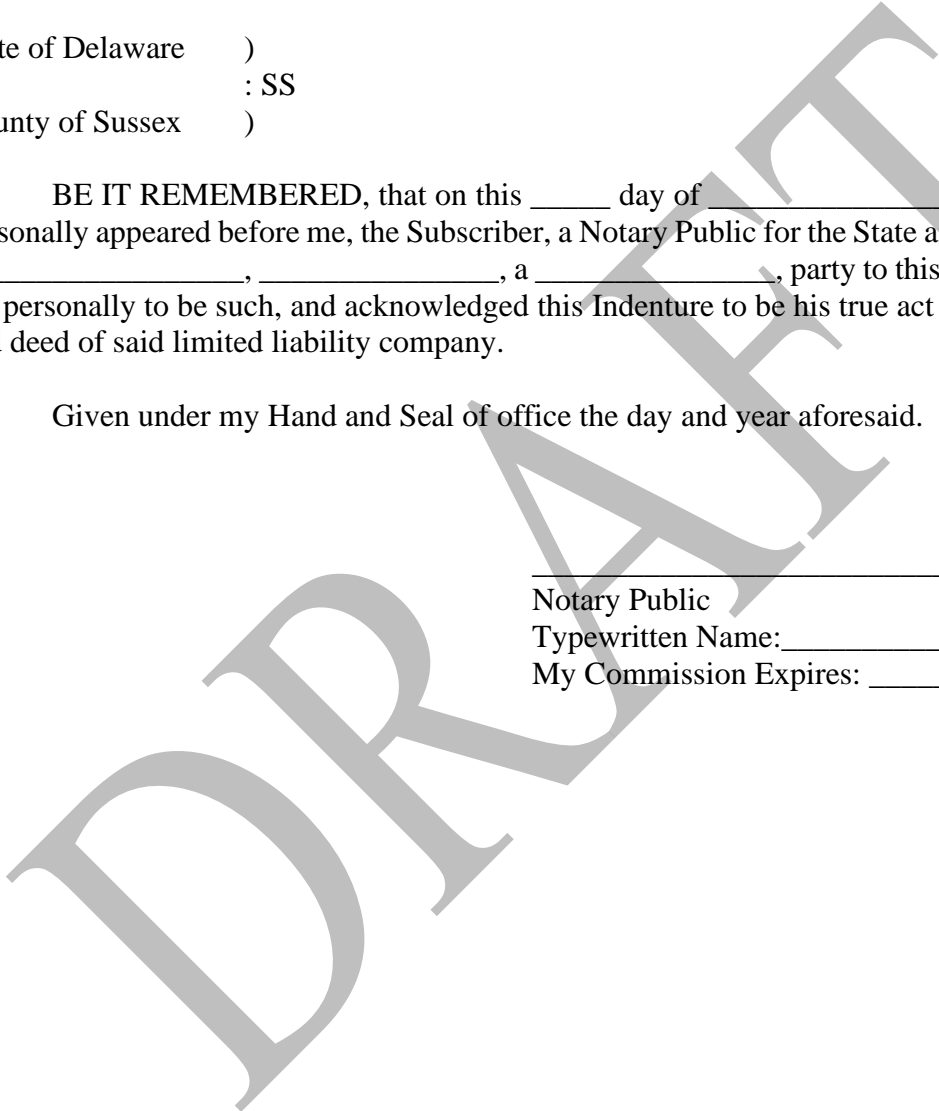 te of Delaware )
: SS
unty of Sussex )
BE IT REMEMBERED, that on this _____ day of _______________
sonally appeared before me, the Subscriber, a Notary Public for the State a
_______________, _______________, a _______________, party to this
personally to be such, and acknowledged this Indenture to be his true act
deed of said limited liability company.
Given under my Hand and Seal of office the day and year aforesaid.
__________________________
Notary Public
Typewritten Name:__________
My Commission Expires: _____
DRAFT